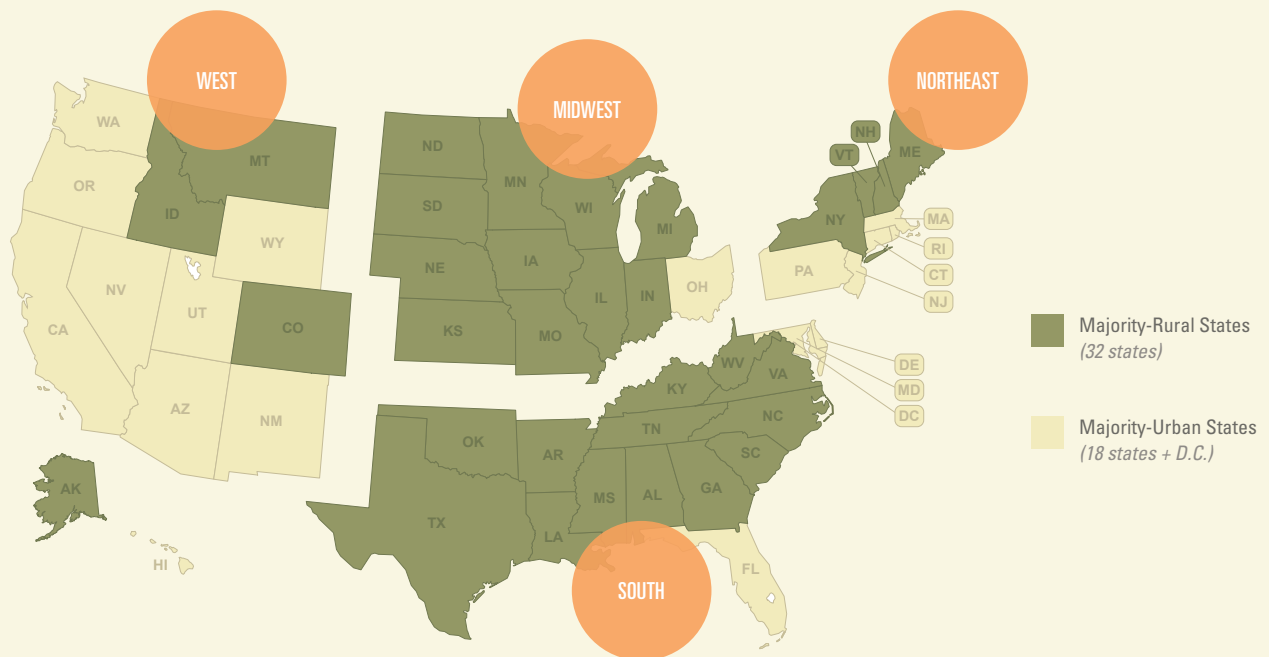 WEST
MIDWEST
NORTHEAST
WA
MT
OR
ID
WY
NV
UT
CA
CO
AZ
NM
AK
HI
ND
MN
SD
WI
MI
NE
IA
IL
IN
OH
KS
MO
NH
VT
ME
NY
MA
RI
CT
NJ
PA
DE
MD
DC
WV
VA
KY
NC
TN
SC
OK
AR
MS
AL
GA
TX
LA
FL
SOUTH
Majority-Rural States
(32 states)
Majority-Urban States
(18 states + D.C.)